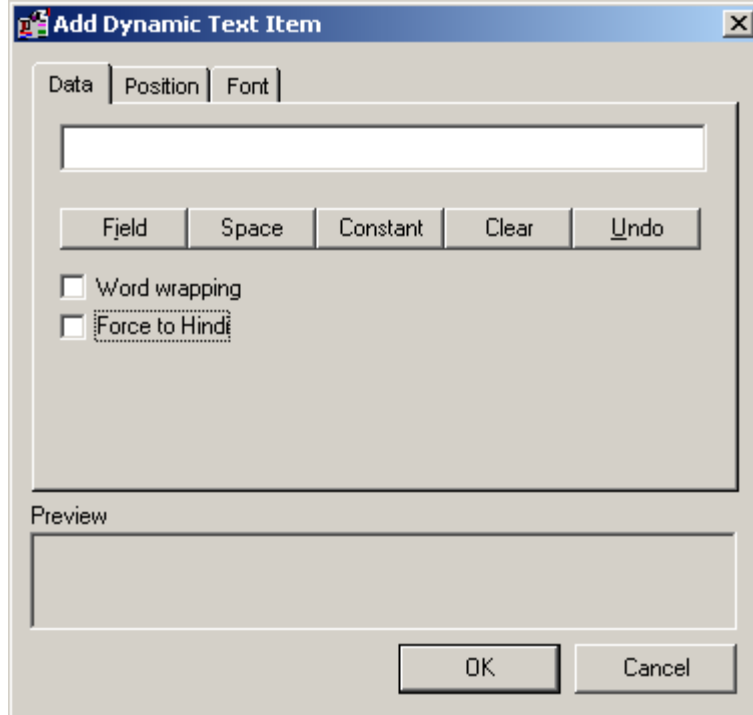 Add Dynamic Text Item
Data Position Font
Field Space Constant Clear Undo
Word wrapping
Force to Hindi
Preview
OK Cancel